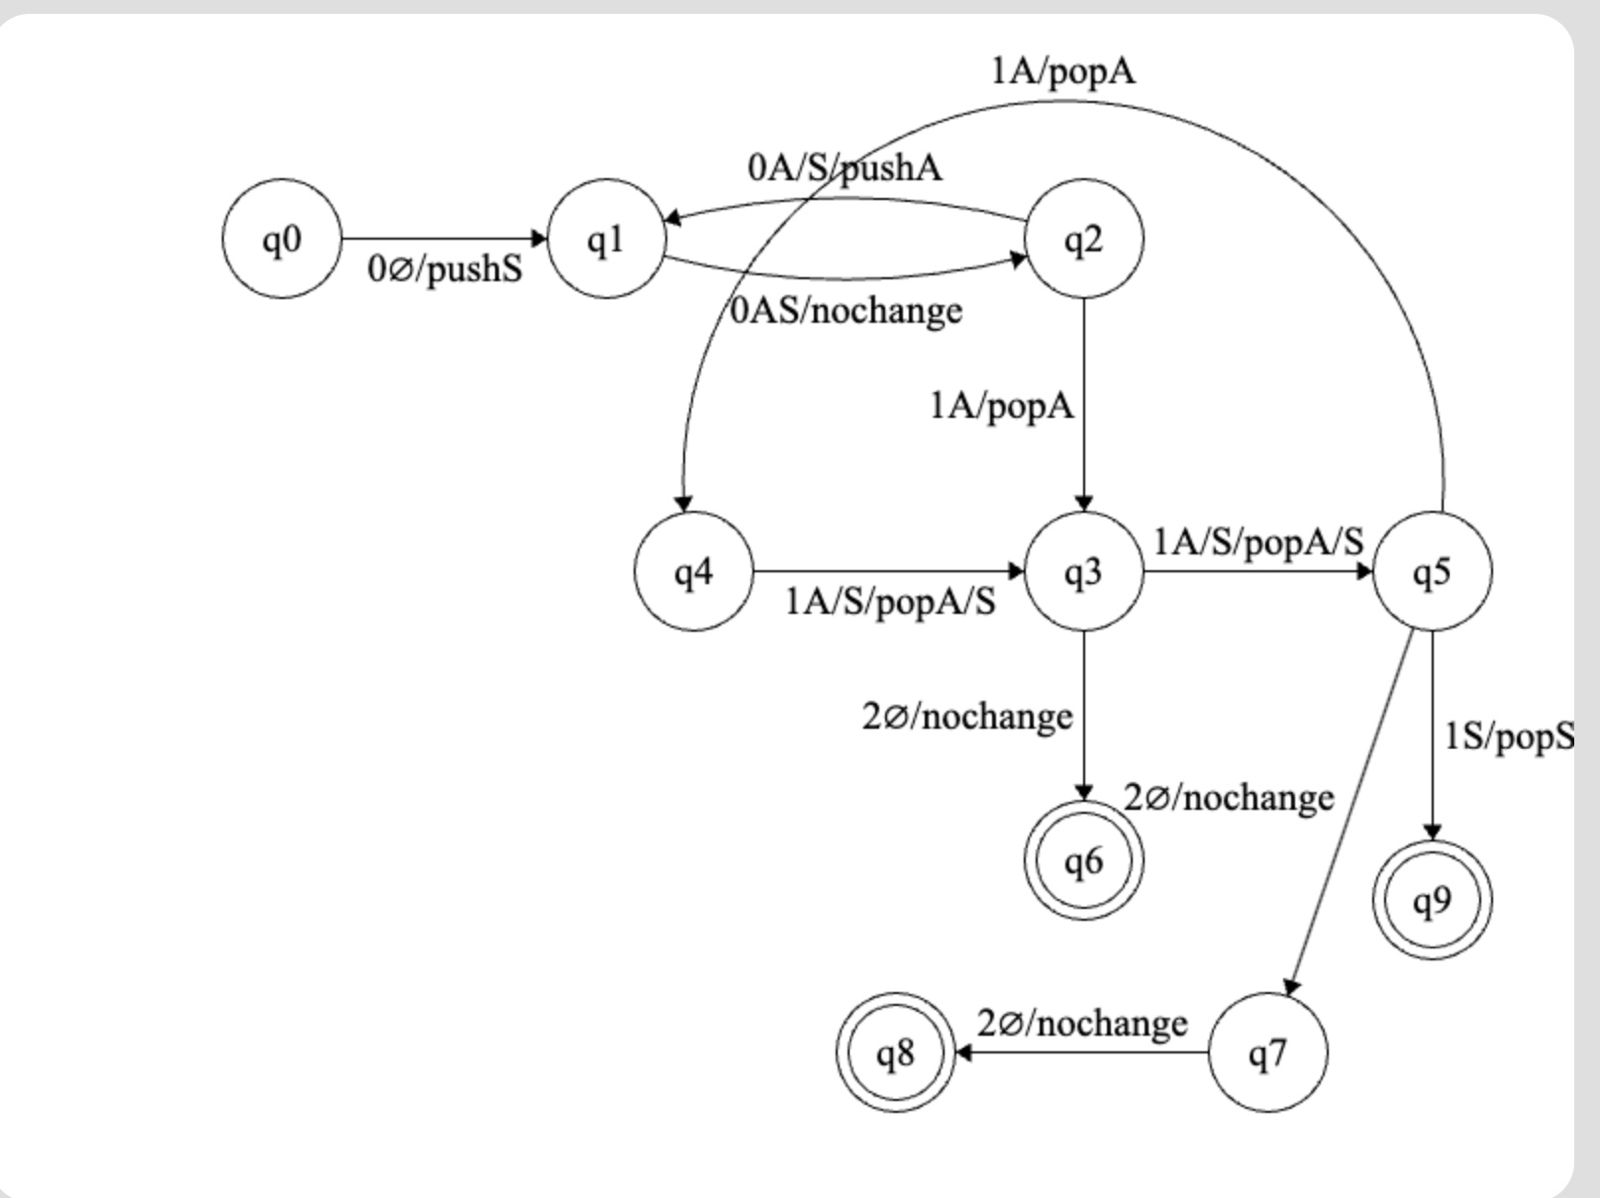 1A/popA
0A/S/pushA
q0
q1
q2
0∅/pushS
0AS/nochange
1A/popA
1A/S/popA/S
q4
q3
q5
1A/S/popA/S
2∅/nochange
1S/popS
2∅/nochange
q6
q9
2∅/nochange
q8
q7